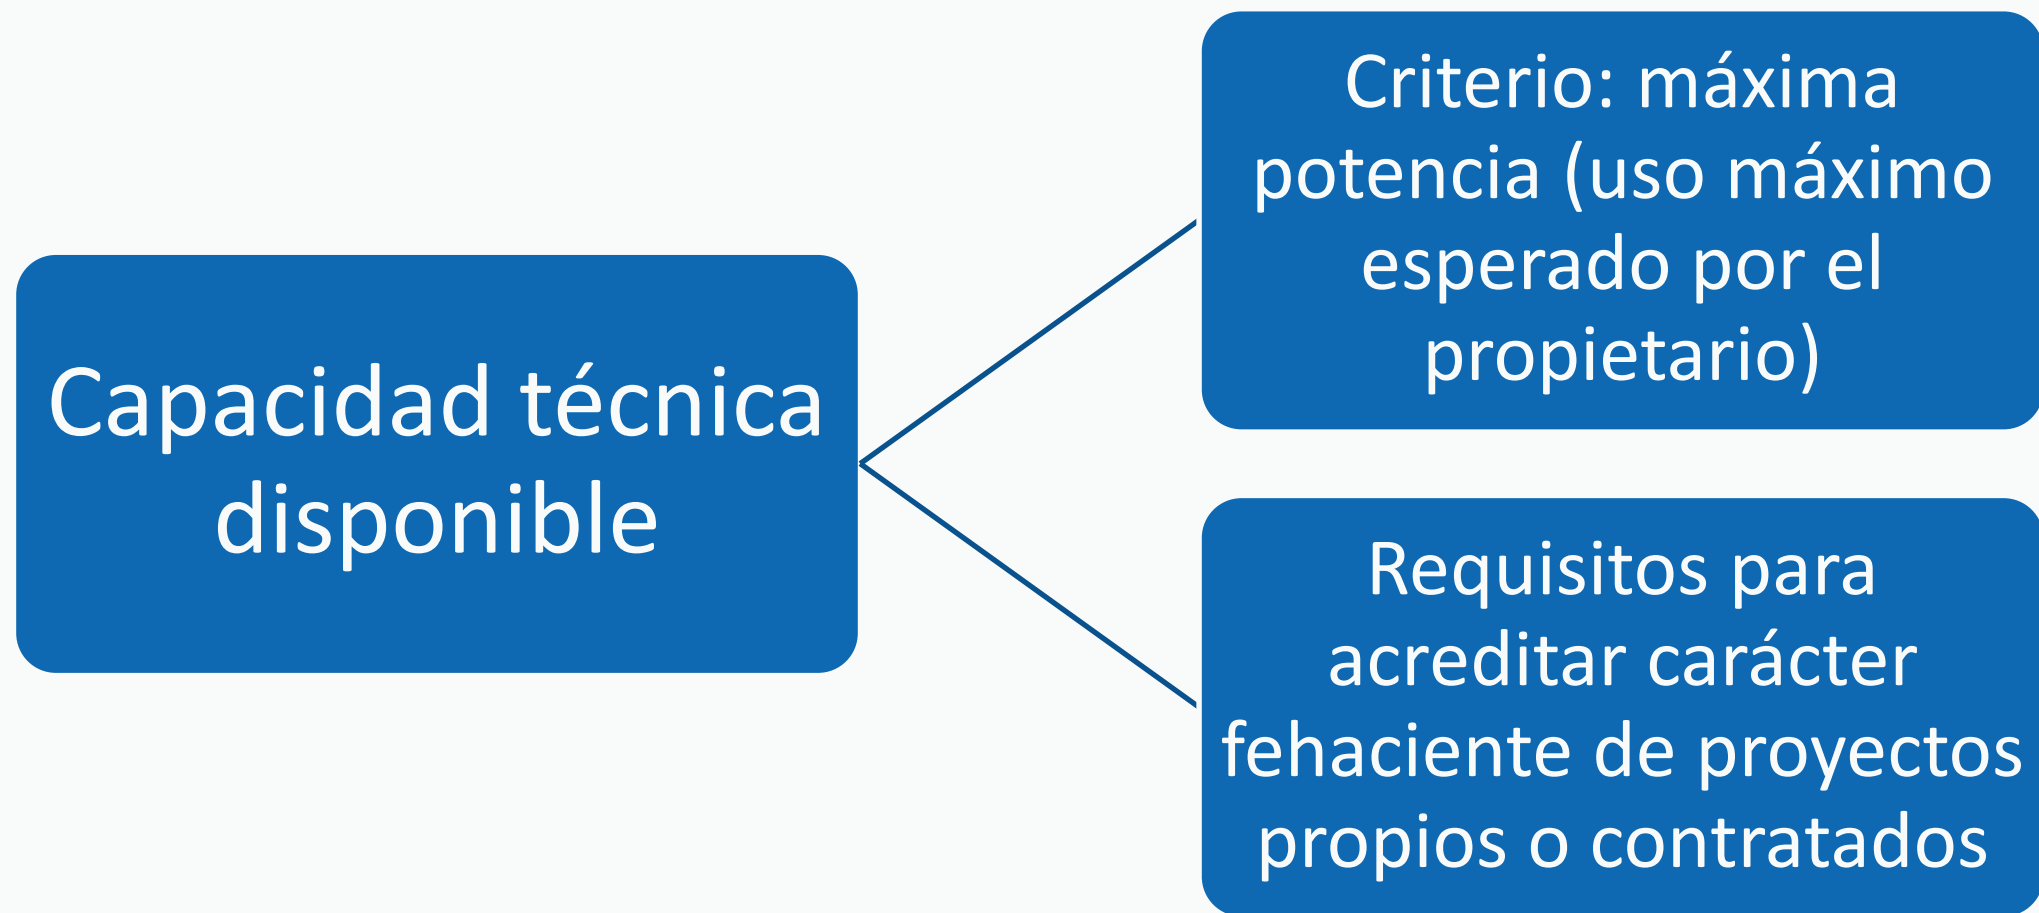 Capacidad técnica
disponible
Criterio: máxima
potencia (uso máximo
esperado por el
propietario)
Requisitos para
acreditar carácter
fehaciente de proyectos
propios o contratados